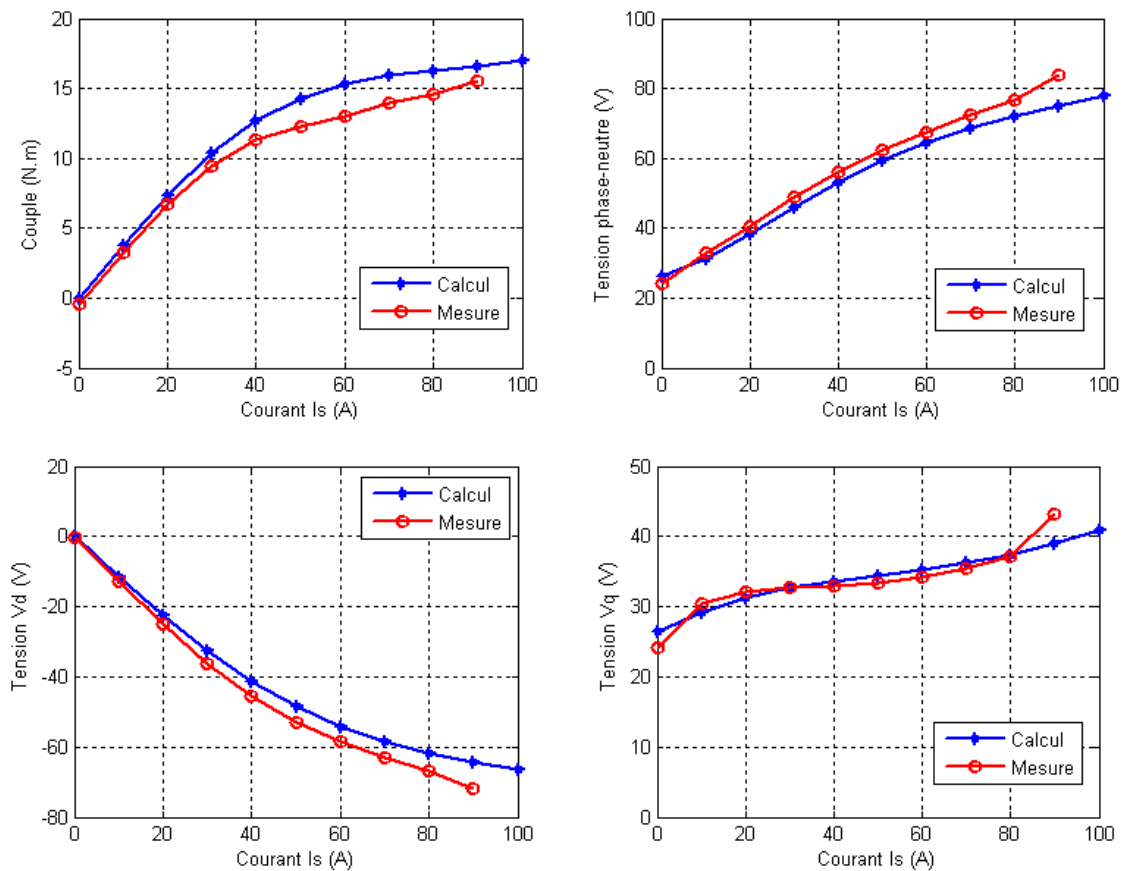 20
15
10
5
0
-5
Couple (N.m)
0 20 40 60 80 100
Courant Is (A)
Calcul
Mesure
100
80
60
40
20
0
Tension phase-neutre (V)
0 20 40 60 80 100
Courant Is (A)
Calcul
Mesure
20
0
-20
-40
-60
-80
Tension Vd (V)
0 20 40 60 80 100
Courant Is (A)
Calcul
Mesure
50
40
30
20
10
0
Tension Vq (V)
0 20 40 60 80 100
Courant Is (A)
Calcul
Mesure